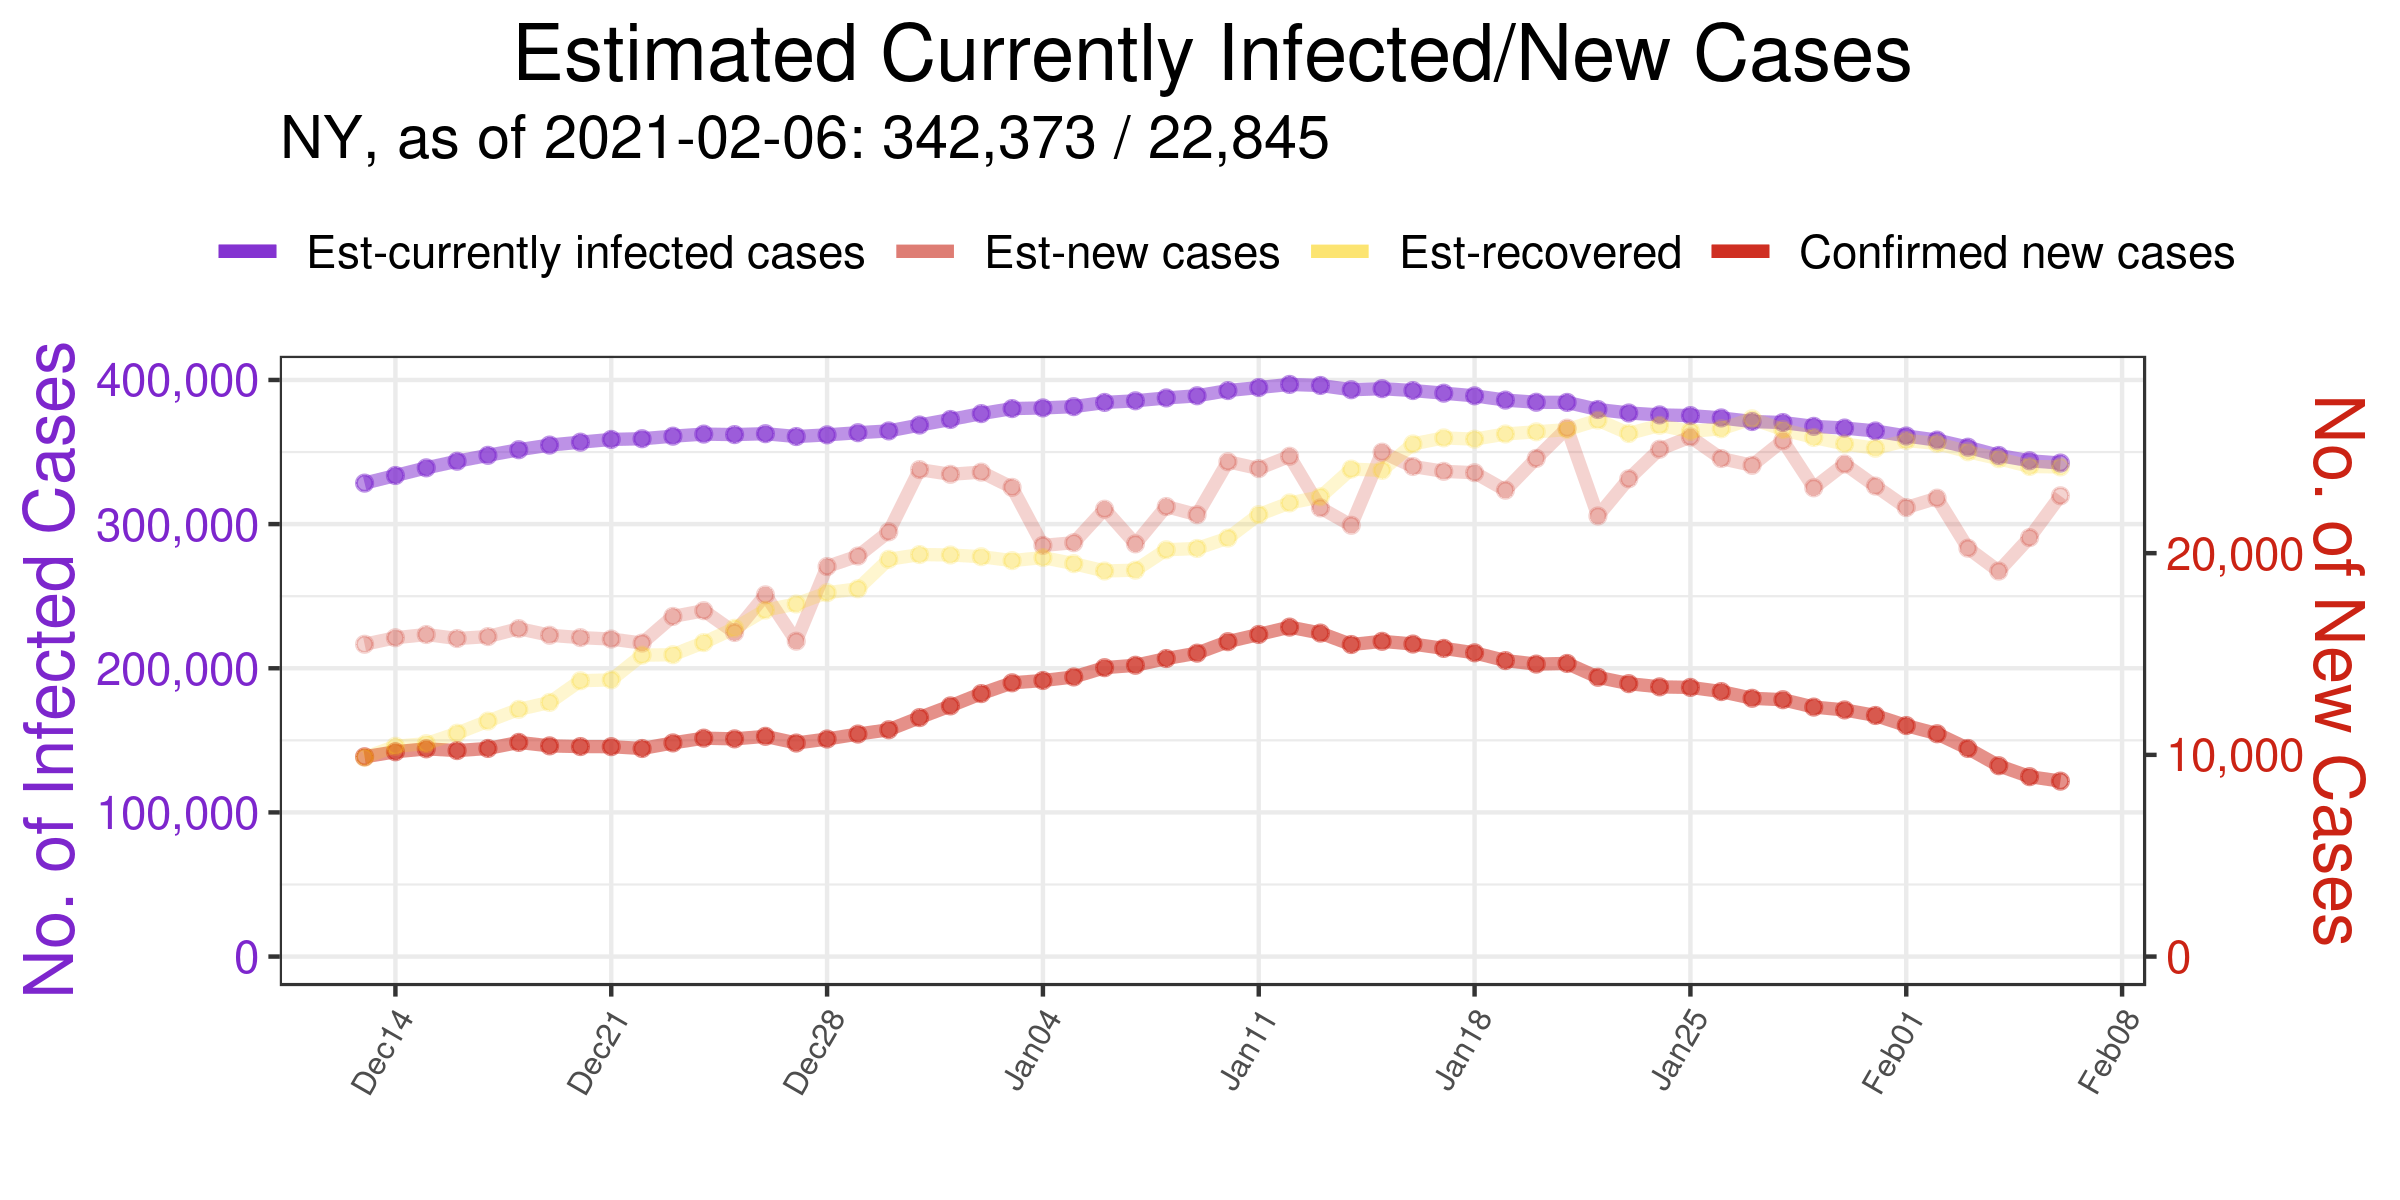 Estimated Currently Infected/New Cases
NY, as of 2021-02-06: 342,373 / 22,845
Est-currently infected cases Est-new cases Est-recovered Confirmed new cases
No. of Infected Cases
400,000
300,000
200,000
100,000
0
No. of New Cases
20,000
10,000
0
Dec14 Dec21 Dec28 Jan04 Jan11 Jan18 Jan25 Feb01 Feb08